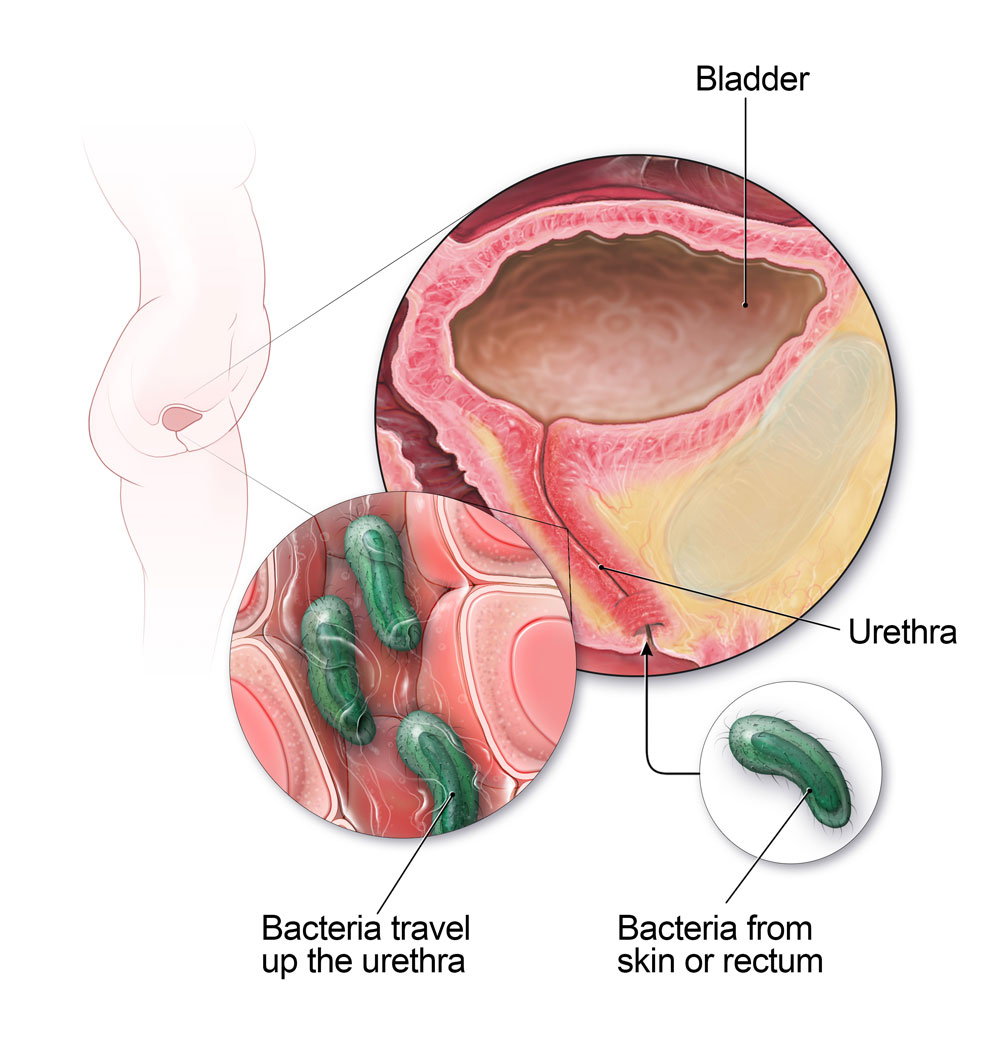 Bladder
Urethra
Bacteria travel
up the urethra
Bacteria from
skin or rectum